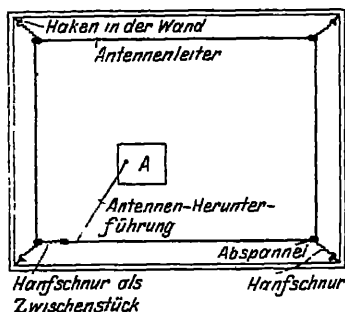 Haken in der Wand
Antennenleiter
A
Antennen-Herunter-
führung
Abspannei
Hanfschnur als
Zwischenstück
Hanfschnur